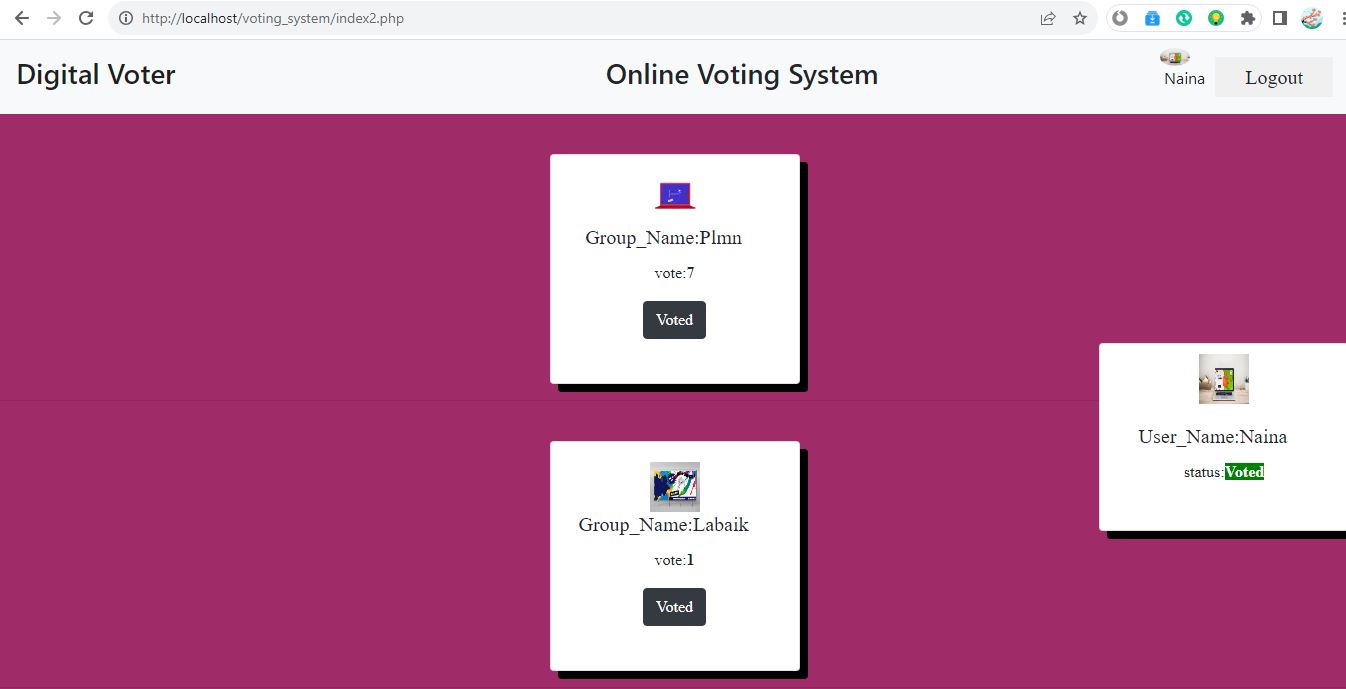 http://localhost/voting_system/index2.php
Digital Voter
Online Voting System
Naina
Logout
Group_Name:Plmn
vote:7
Voted
User_Name:Naina
status:Voted
Group_Name:Labaik
vote:1
Voted